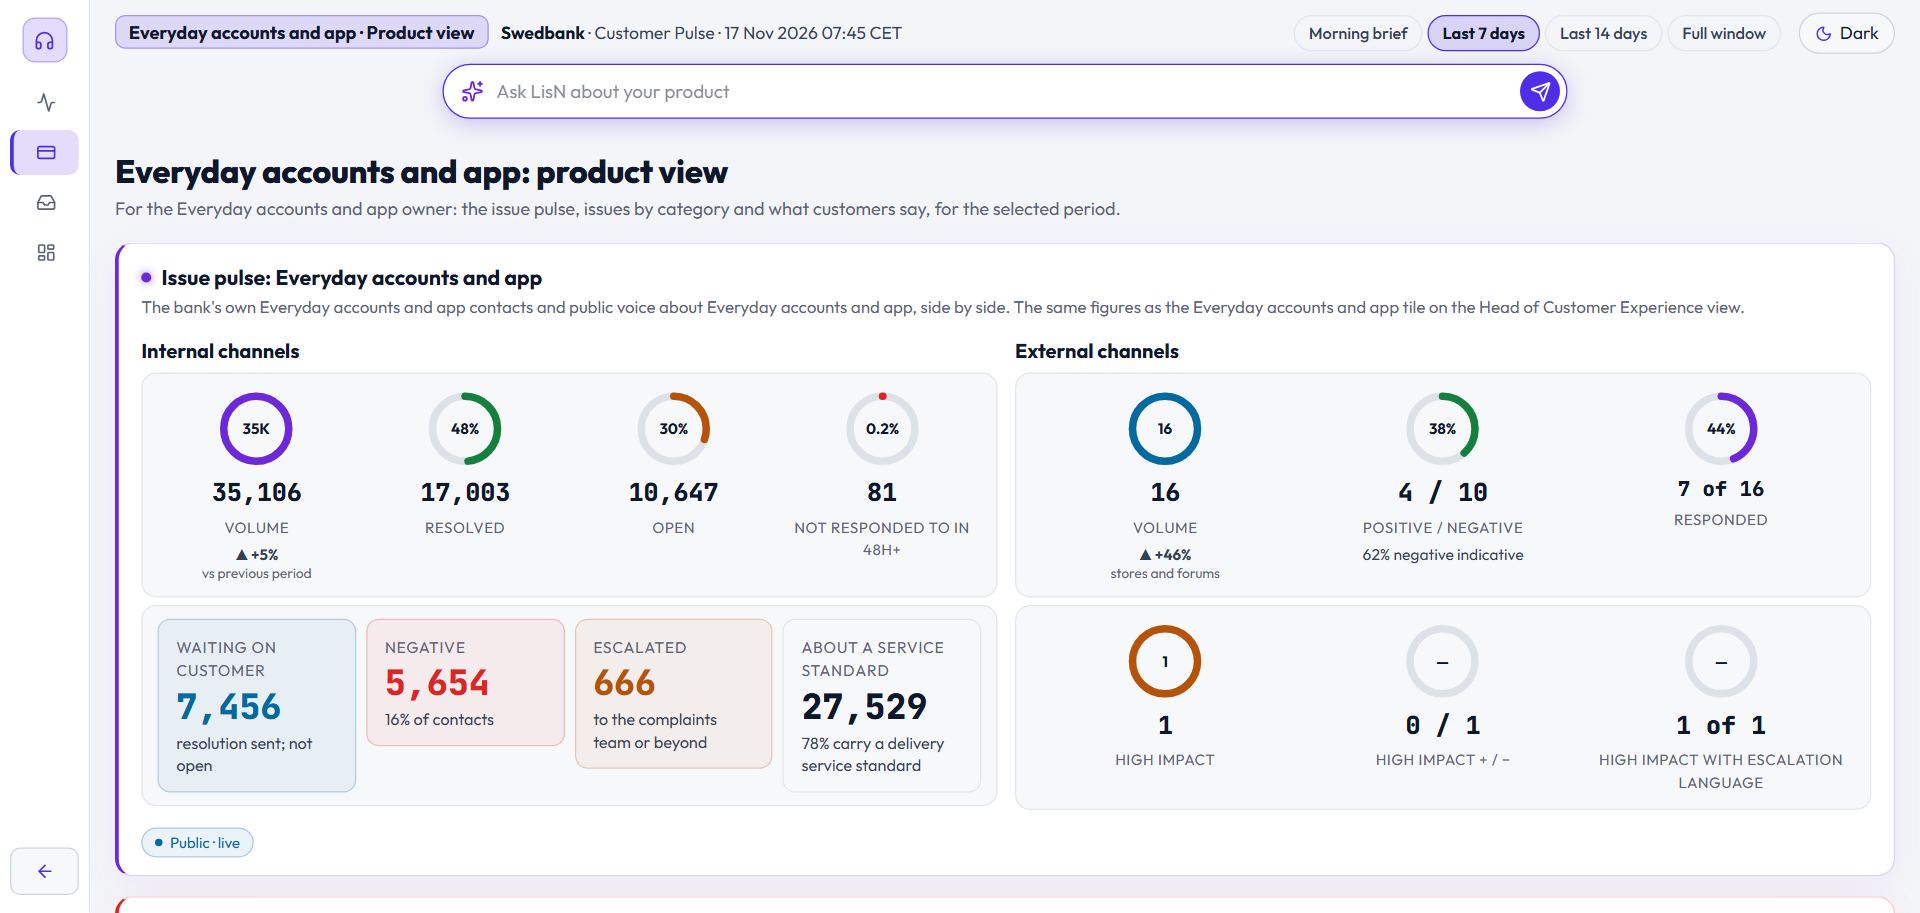 Everyday accounts and app · Product view
Swedbank · Customer Pulse · 17 Nov 2026 07:45 CET
Morning brief
Last 7 days
Last 14 days
Full window
Dark
Ask LisN about your product
Everyday accounts and app: product view
For the Everyday accounts and app owner: the issue pulse, issues by category and what customers say, for the selected period.
Issue pulse: Everyday accounts and app
The bank's own Everyday accounts and app contacts and public voice about Everyday accounts and app, side by side. The same figures as the Everyday accounts and app tile on the Head of Customer Experience view.
Internal channels
35K
35,106
VOLUME
▲ +5%
vs previous period
48%
17,003
RESOLVED
30%
10,647
OPEN
0.2%
81
NOT RESPONDED TO IN
48H+
WAITING ON
CUSTOMER
7,456
resolution sent; not
open
NEGATIVE
5,654
16% of contacts
ESCALATED
666
to the complaints
team or beyond
ABOUT A SERVICE
STANDARD
27,529
78% carry a delivery
service standard
External channels
16
16
VOLUME
▲ +46%
stores and forums
38%
4 / 10
POSITIVE / NEGATIVE
62% negative indicative
44%
7 of 16
RESPONDED
1
1
HIGH IMPACT
–
0 / 1
HIGH IMPACT + / −
–
1 of 1
HIGH IMPACT WITH ESCALATION
LANGUAGE
Public · live